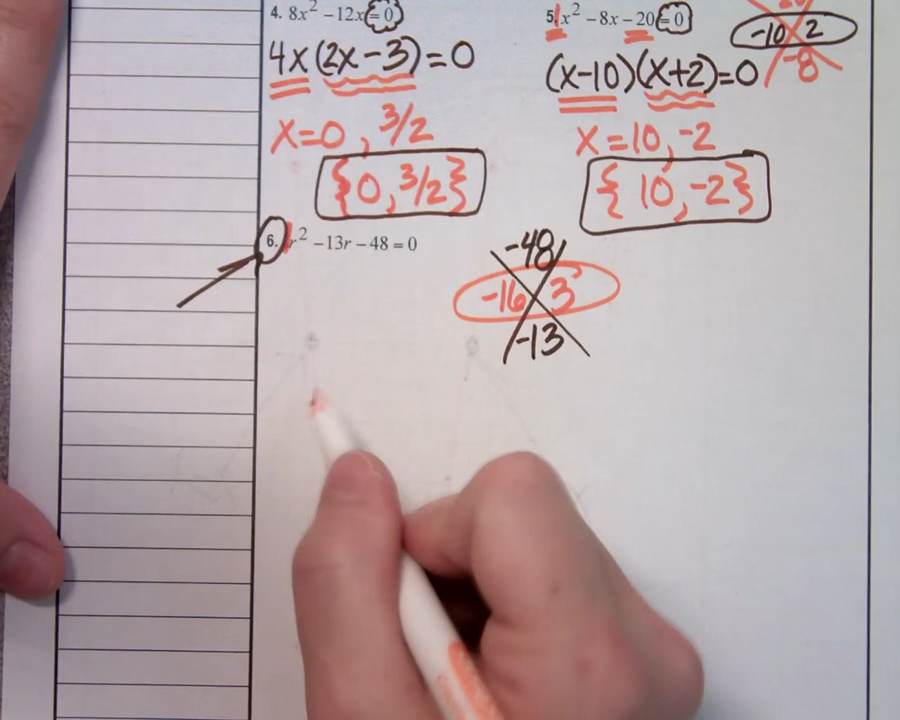 4. 8x² −12x = 0
4x(2x−3)=0
x=0, 3/2
{0, 3/2}
5. x² −8x −20 = 0
-10 2
-8
(x-10)(x+2)=0
x=10,-2
{10,-2}
6. r² −13r −48 = 0
-48
-16 3
-13